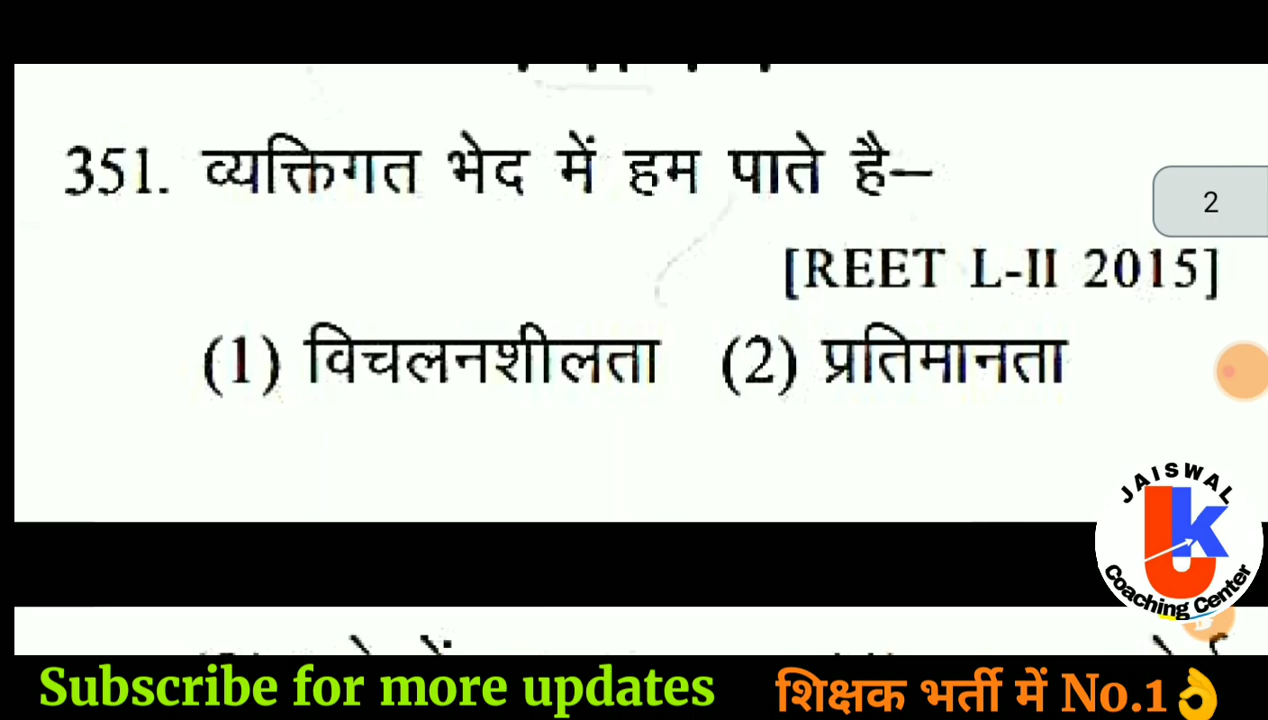 351. व्यक्तिगत भेद में हम पाते है–
2
[REET L-II 2015]
(1) विचलनशीलता (2) प्रतिमानता
JAISWAL
JK
Coaching Center
Subscribe for more updates
शिक्षक भर्ती में No.1👌